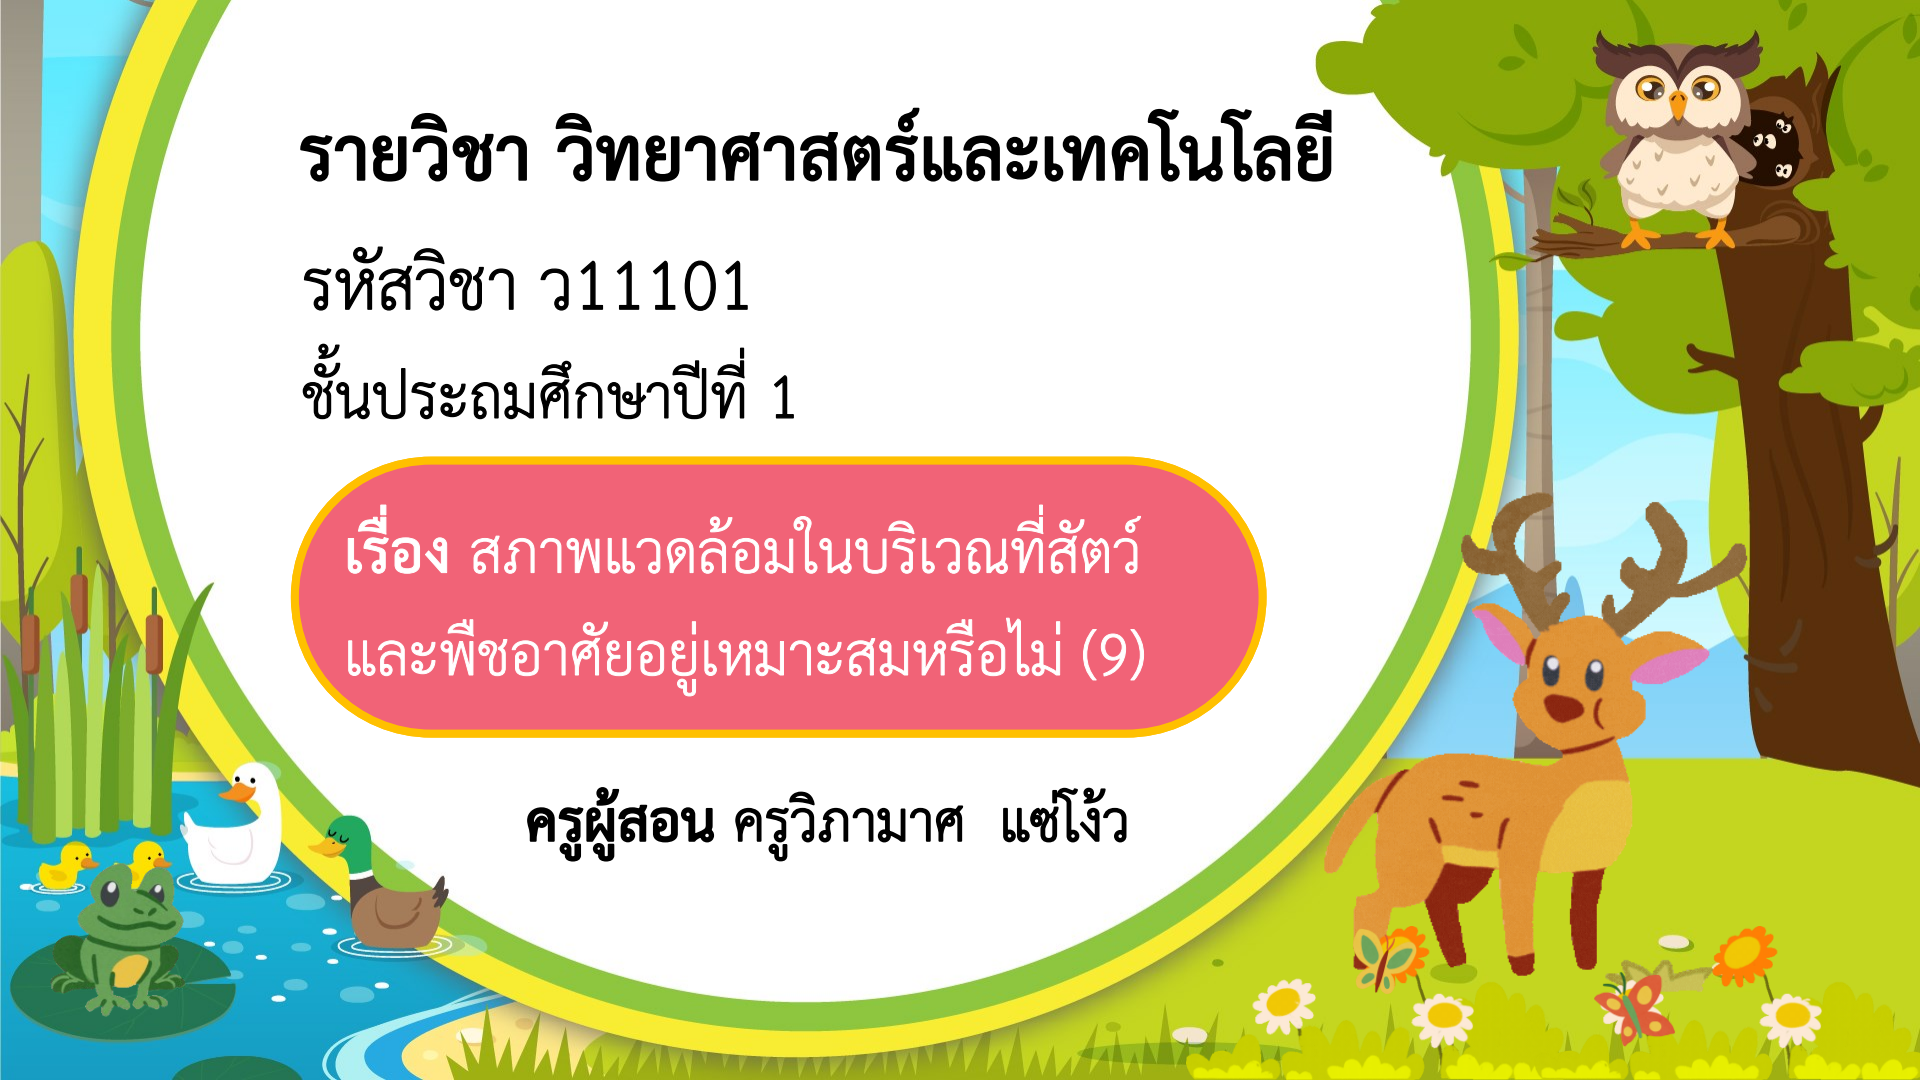 รายวิชา วิทยาศาสตร์และเทคโนโลยี
รหัสวิชา ว11101
ชั้นประถมศึกษาปีที่ 1
เรื่อง สภาพแวดล้อมในบริเวณที่สัตว์
และพืชอาศัยอยู่เหมาะสมหรือไม่ (9)
ครูผู้สอน ครูวิภามาศ แซ่โง้ว